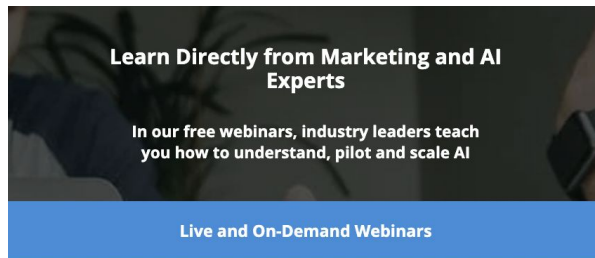 Learn Directly from Marketing and AI
Experts
In our free webinars, industry leaders teach
you how to understand, pilot and scale AI
Live and On-Demand Webinars